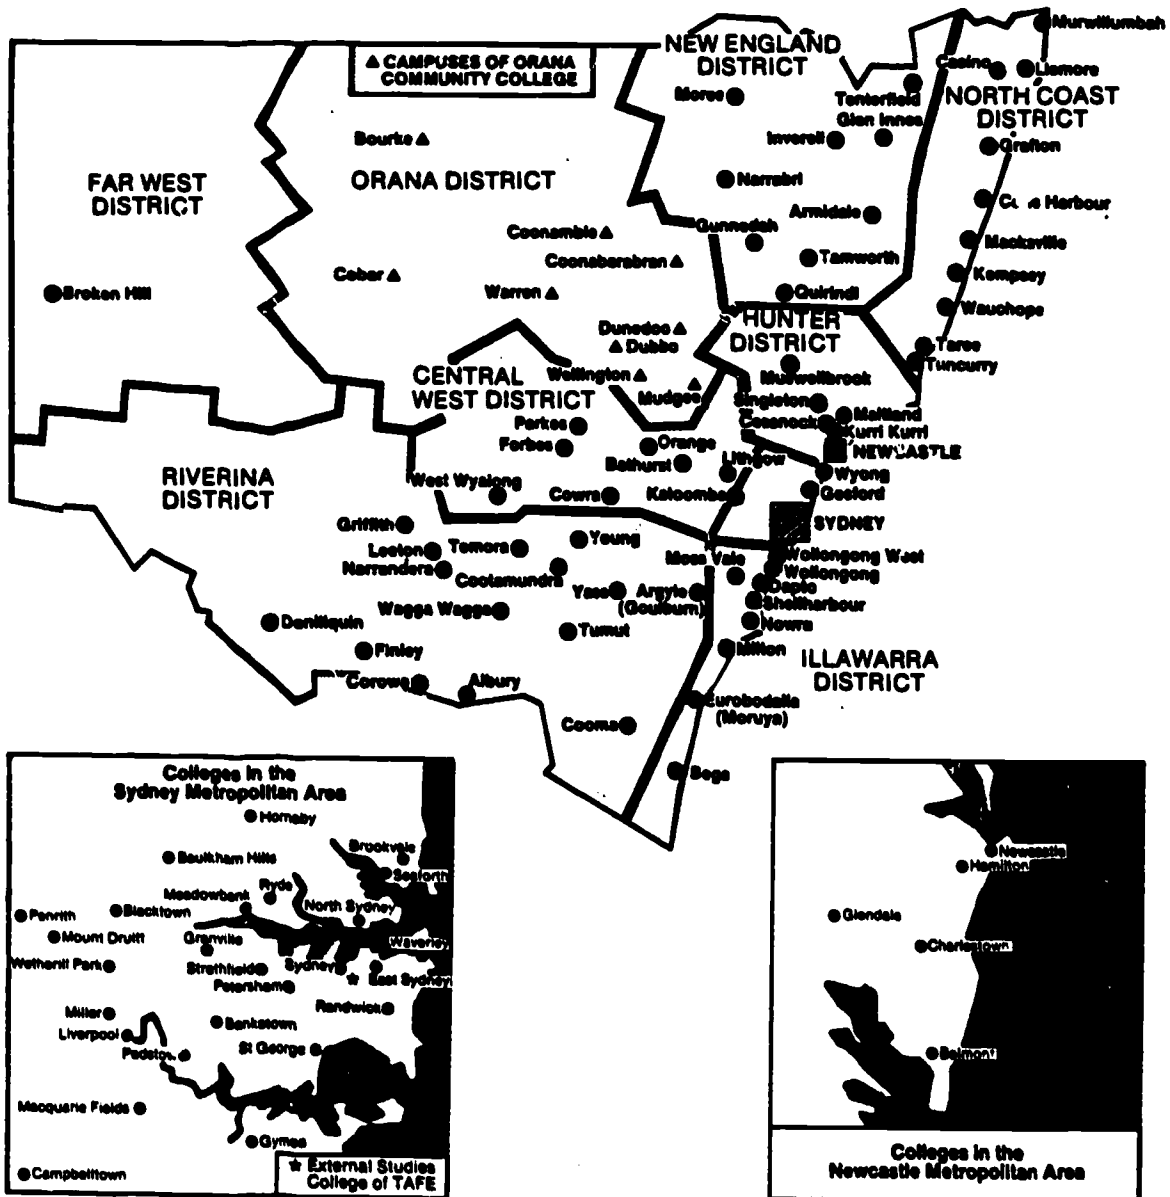 Murwillumbah
NEW ENGLAND
DISTRICT
▲ CAMPUSES OF ORANA
COMMUNITY COLLEGE
Casino
Lismore
Moree
Tenterfield
NORTH COAST
DISTRICT
Glen Innes
Bourke
Inverell
Grafton
FAR WEST
DISTRICT
ORANA DISTRICT
Narrabri
Harbour
Armidale
Gunnedah
Coonamble
Macksville
Coonabarabran
Tamworth
Cobar
Kempsey
Broken Hill
Warren
Quirindi
Wauchope
HUNTER
DISTRICT
Dunedoo
Dubbo
Taree
Tuncurry
CENTRAL
WEST DISTRICT
Wellington
Muswellbrook
Mudgee
Singleton
Maitland
Parkes
Cessnock
Kurri Kurri
Forbes
Orange
NEWCASTLE
Bathurst
Lithgow
Wyong
RIVERINA
DISTRICT
West Wyalong
Cowra
Katoomba
Gosford
Griffith
SYDNEY
Leeton
Temora
Young
Moss Vale
Wollongong West
Narrandera
Cootamundra
Wollongong
Yass
Argyle
(Goulburn)
Dapto
Shellharbour
Wagga Wagga
Deniliquin
Tumut
Nowra
Finley
Milton
ILLAWARRA
DISTRICT
Corowa
Albury
Eurobodalla
(Moruya)
Cooma
Bega
Colleges in the
Sydney Metropolitan Area
Hornsby
Brookvale
Baulkham Hills
Seaforth
Ryde
Meadowbank
North Sydney
Penrith
Blacktown
Mount Druitt
Granville
Waverley
Wetherill Park
Strathfield
Sydney
East Sydney
Petersham
Randwick
Miller
Bankstown
Liverpool
St George
Macquarie Fields
Gymea
Campbelltown
★ External Studies
College of TAFE
Newcastle
Hamilton
Glendale
Charlestown
Belmont
Colleges in the
Newcastle Metropolitan Area